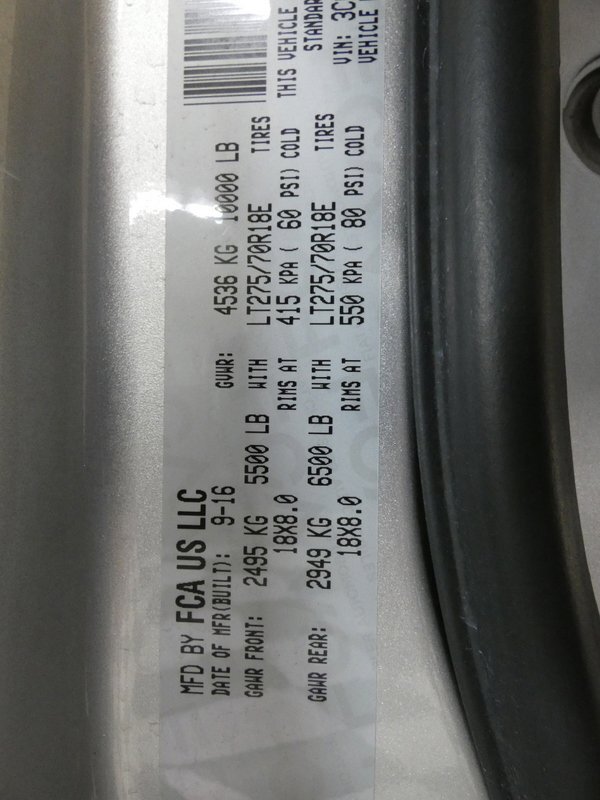 MFD BY FCA US LLC
DATE OF MFR(BUILT): 9-16 GVWR: 4536 KG 10000 LB
GAWR FRONT: 2495 KG 5500 LB WITH LT275/70R18E TIRES
18X8.0 RIMS AT 415 KPA ( 60 PSI) COLD
GAWR REAR: 2949 KG 6500 LB WITH LT275/70R18E TIRES
18X8.0 RIMS AT 550 KPA ( 80 PSI) COLD
THIS VEHICLE
STANDAR
VIN: 3C
VEHICLE